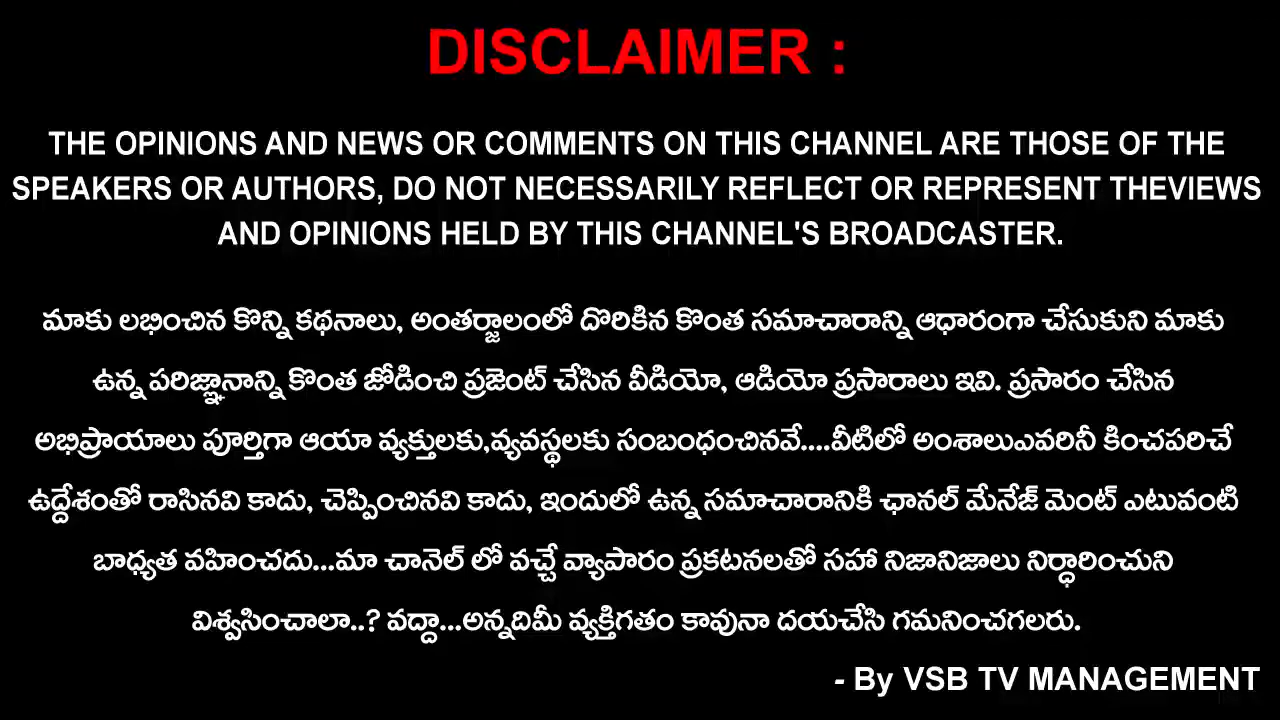 DISCLAIMER :
THE OPINIONS AND NEWS OR COMMENTS ON THIS CHANNEL ARE THOSE OF THE
SPEAKERS OR AUTHORS, DO NOT NECESSARILY REFLECT OR REPRESENT THEVIEWS
AND OPINIONS HELD BY THIS CHANNEL'S BROADCASTER.
మాకు లభించిన కొన్ని కథనాలు, అంతర్జాలంలో దొరికిన కొంత సమాచారాన్ని ఆధారంగా చేసుకుని మాకు
ఉన్న పరిజ్ఞానాన్ని కొంత జోడించి ప్రజెంట్ చేసిన వీడియో, ఆడియో ప్రసారాలు ఇవి. ప్రసారం చేసిన
అభిప్రాయాలు పూర్తిగా ఆయా వ్యక్తులకు,వ్యవస్థలకు సంబంధంచినవే....వీటిలో అంశాలుఎవరినీ కించపరిచే
ఉద్దేశంతో రాసినవి కాదు, చెప్పించినవి కాదు, ఇందులో ఉన్న సమాచారానికి ఛానల్ మేనేజ్ మెంట్ ఎటువంటి
బాధ్యత వహించదు...మా చానెల్ లో వచ్చే వ్యాపారం ప్రకటనలతో సహా నిజానిజాలు నిర్ధారించుని
విశ్వసించాలా..? వద్దా...అన్నదిమీ వ్యక్తిగతం కావునా దయచేసి గమనించగలరు.
- By VSB TV MANAGEMENT